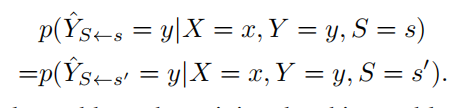 p(Ŷ_{S←s} = y|X = x, Y = y, S = s)
=p(Ŷ_{S←s′} = y|X = x, Y = y, S = s′).